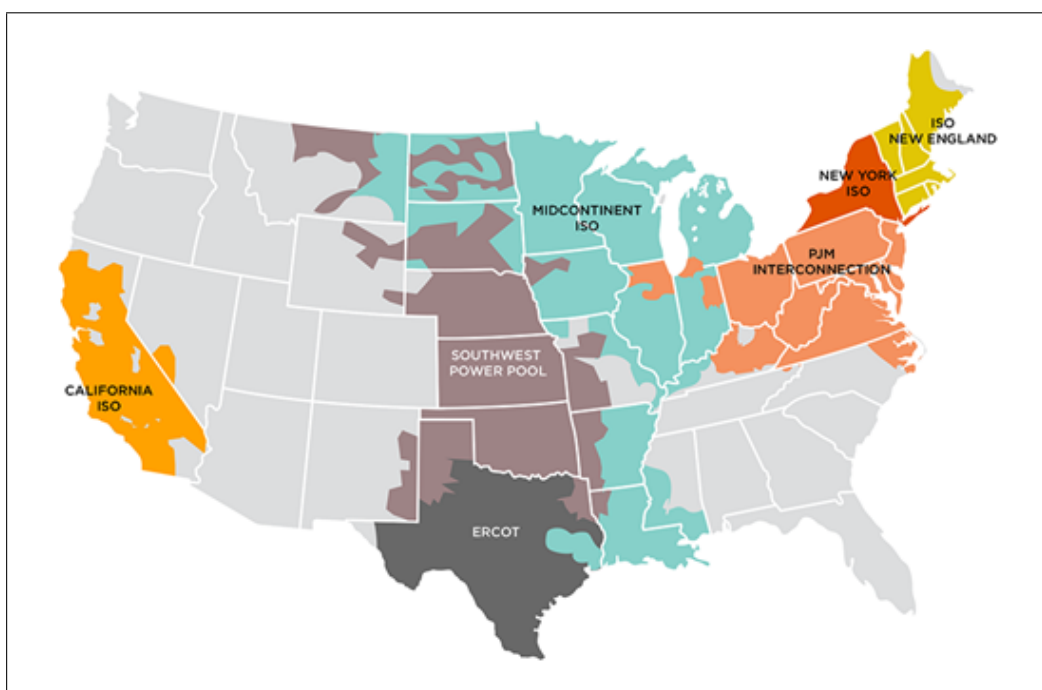 ISO
NEW ENGLAND
NEW YORK
ISO
MIDCONTINENT
ISO
PJM
INTERCONNECTION
SOUTHWEST
POWER POOL
CALIFORNIA
ISO
ERCOT